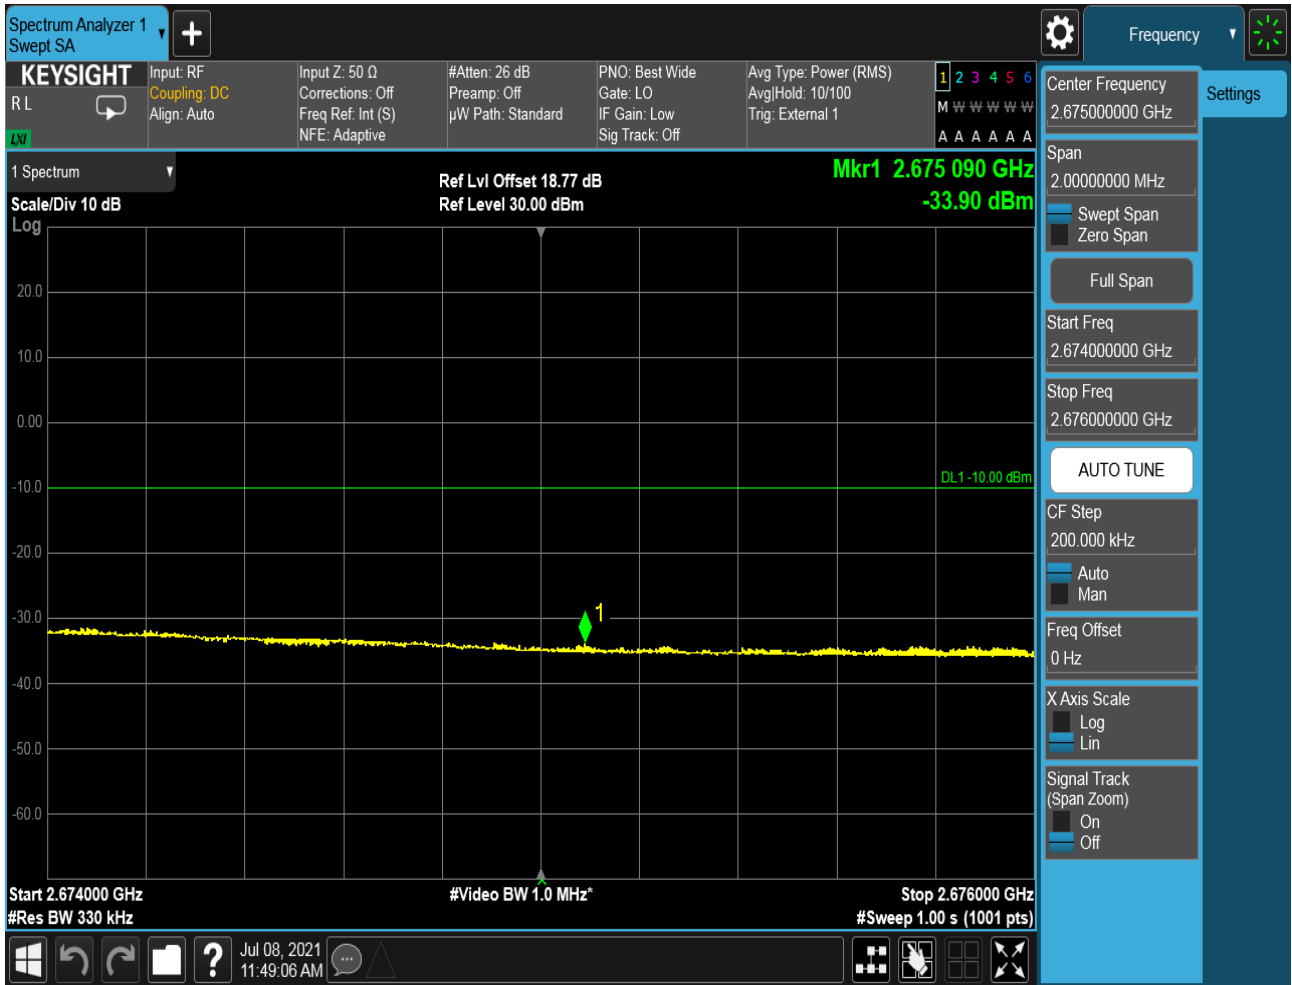 Spectrum Analyzer 1
Swept SA
Frequency
KEYSIGHT
R L
LXI
Input: RF
Coupling: DC
Align: Auto
Input Z: 50 Ω
Corrections: Off
Freq Ref: Int (S)
NFE: Adaptive
#Atten: 26 dB
Preamp: Off
µW Path: Standard
PNO: Best Wide
Gate: LO
IF Gain: Low
Sig Track: Off
Avg Type: Power (RMS)
Avg|Hold: 10/100
Trig: External 1
1 2 3 4 5 6
M W W W W W
A A A A A A
1 Spectrum
Scale/Div 10 dB
Log
Ref Lvl Offset 18.77 dB
Ref Level 30.00 dBm
Mkr1 2.675 090 GHz
-33.90 dBm
20.0
10.0
0.00
-10.0
-20.0
-30.0
-40.0
-50.0
-60.0
DL1 -10.00 dBm
1
Start 2.674000 GHz
#Res BW 330 kHz
#Video BW 1.0 MHz*
Stop 2.676000 GHz
#Sweep 1.00 s (1001 pts)
Jul 08, 2021
11:49:06 AM
?
Center Frequency
2.675000000 GHz
Settings
Span
2.00000000 MHz
Swept Span
Zero Span
Full Span
Start Freq
2.674000000 GHz
Stop Freq
2.676000000 GHz
AUTO TUNE
CF Step
200.000 kHz
Auto
Man
Freq Offset
0 Hz
X Axis Scale
Log
Lin
Signal Track
(Span Zoom)
On
Off